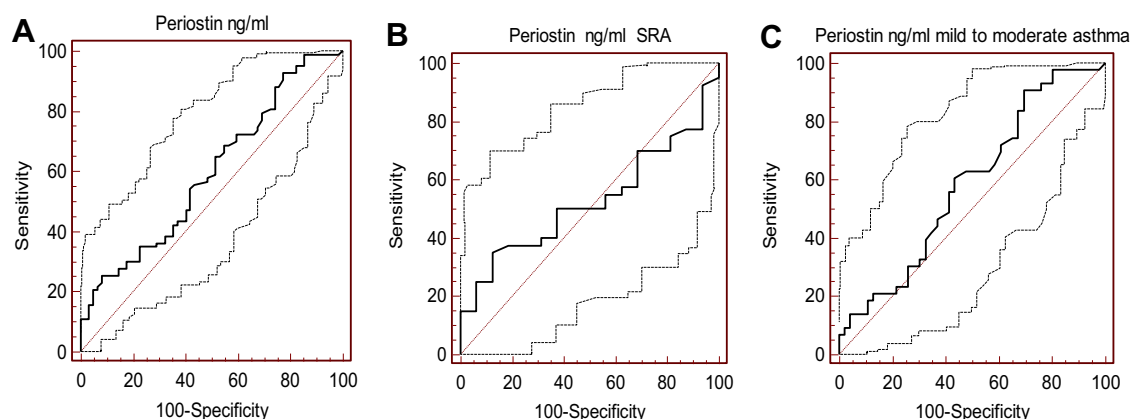 A
Periostin ng/ml
Sensitivity
100
80
60
40
20
0
0 20 40 60 80 100
100-Specificity
B
Periostin ng/ml SRA
Sensitivity
100
80
60
40
20
0
0 20 40 60 80 100
100-Specificity
C
Periostin ng/ml mild to moderate asthma
Sensitivity
100
80
60
40
20
0
0 20 40 60 80 100
100-Specificity